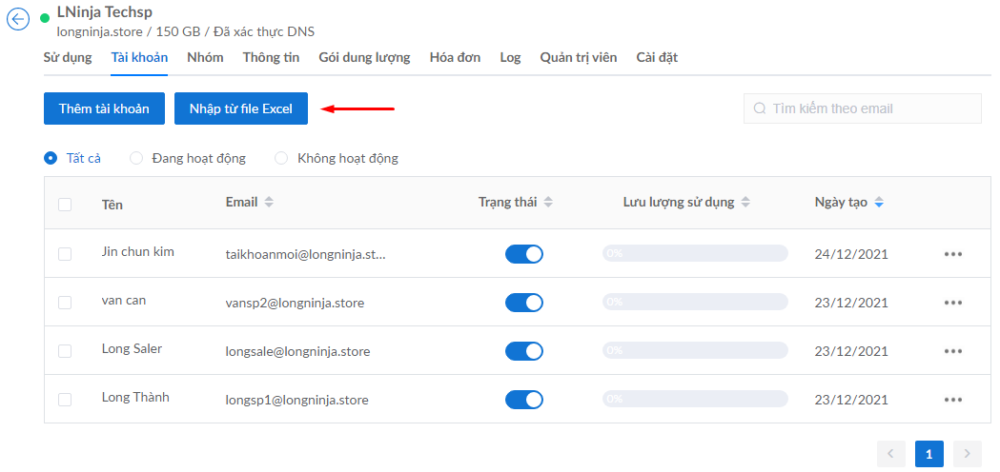 LNinja Techsp
longninja.store / 150 GB / Đã xác thực DNS
Sử dụng Tài khoản Nhóm Thông tin Gói dung lượng Hóa đơn Log Quản trị viên Cài đặt
Thêm tài khoản Nhập từ file Excel Tìm kiếm theo email
Tất cả Đang hoạt động Không hoạt động
Tên Email Trạng thái Lưu lượng sử dụng Ngày tạo
Jin chun kim taikhoanmoi@longninja.st... 0% 24/12/2021
van can vansp2@longninja.store 0% 23/12/2021
Long Saler longsale@longninja.store 0% 23/12/2021
Long Thành longsp1@longninja.store 0% 23/12/2021
1